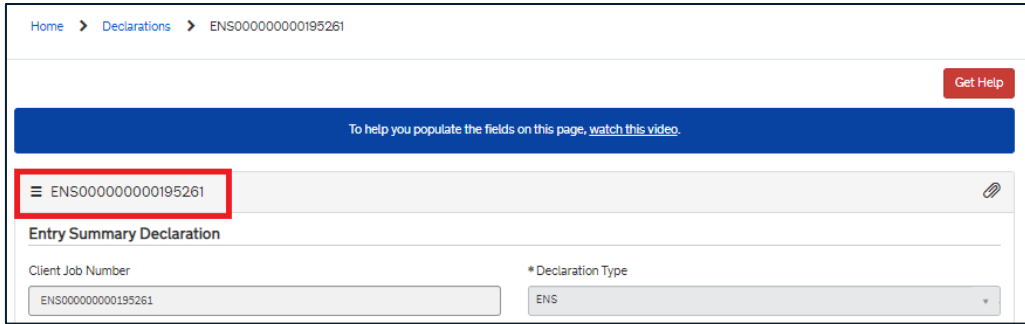 Home > Declarations > ENS000000000195261
Get Help
To help you populate the fields on this page, watch this video.
ENS000000000195261
Entry Summary Declaration
Client Job Number
* Declaration Type
ENS000000000195261
ENS